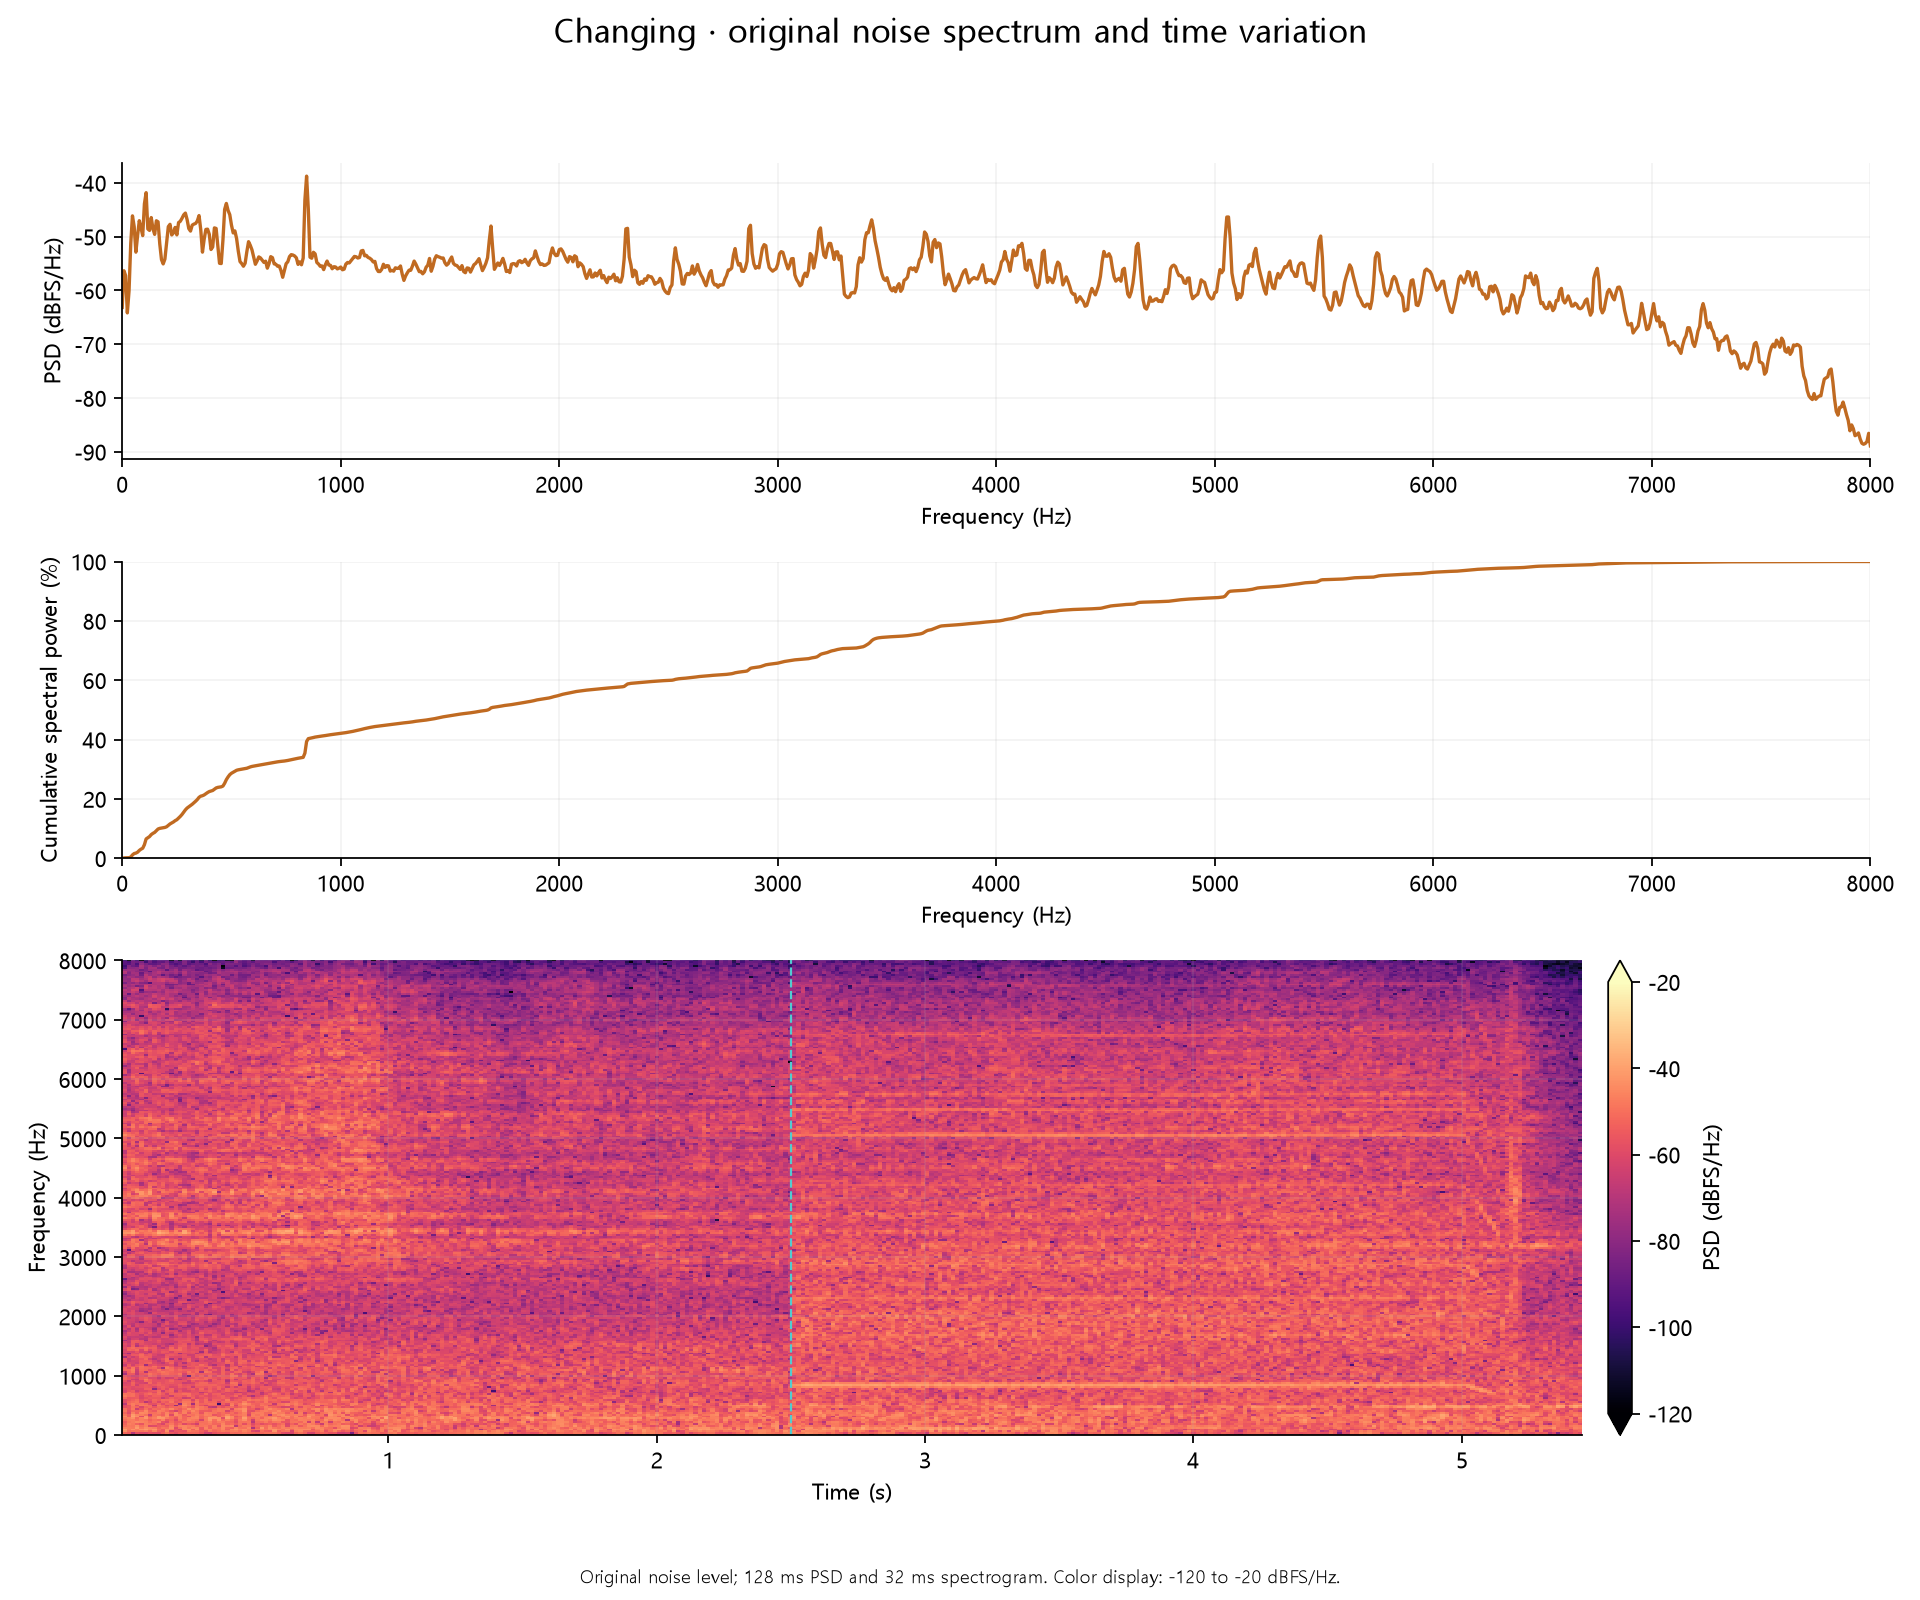 Changing · original noise spectrum and time variation
PSD (dBFS/Hz)
-40
-50
-60
-70
-80
-90
0 1000 2000 3000 4000 5000 6000 7000 8000
Frequency (Hz)
Cumulative spectral power (%)
100
80
60
40
20
0
0 1000 2000 3000 4000 5000 6000 7000 8000
Frequency (Hz)
Frequency (Hz)
8000
7000
6000
5000
4000
3000
2000
1000
0
1 2 3 4 5
Time (s)
-20
-40
-60
-80
-100
-120
PSD (dBFS/Hz)
Original noise level; 128 ms PSD and 32 ms spectrogram. Color display: -120 to -20 dBFS/Hz.